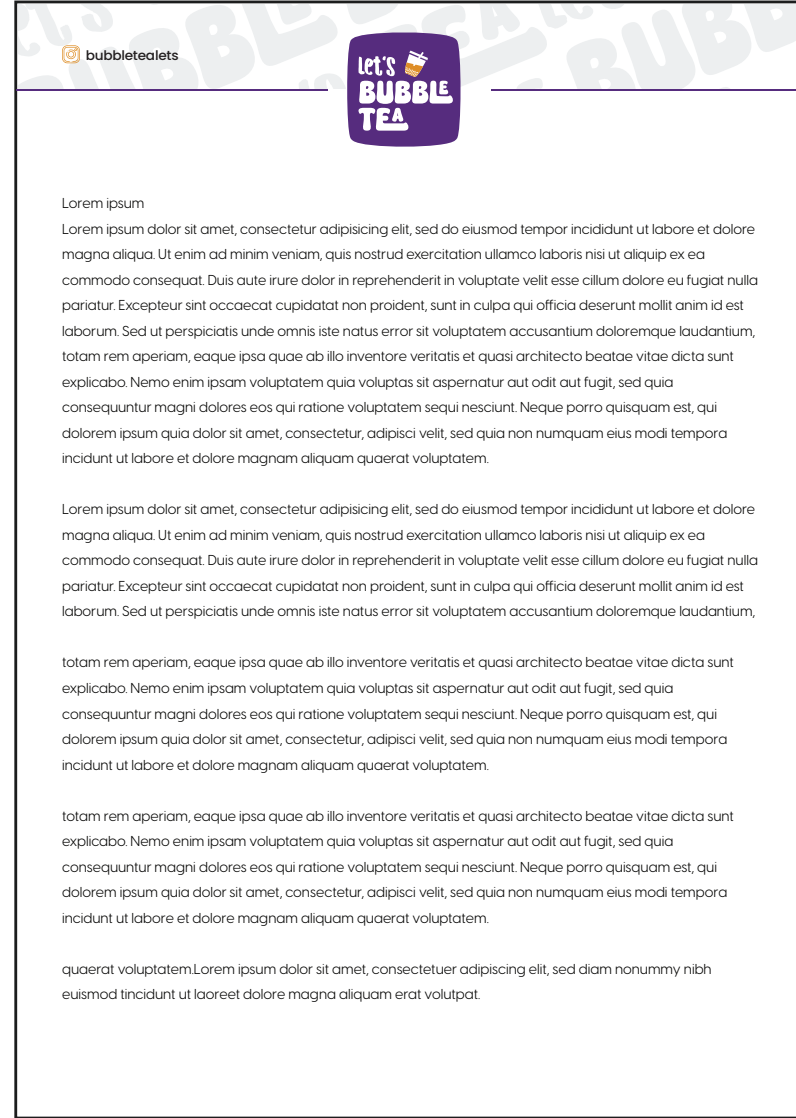 bubbletealets
LET'S
BUBBLE
TEA
Lorem ipsum
Lorem ipsum dolor sit amet, consectetur adipisicing elit, sed do eiusmod tempor incididunt ut labore et dolore
magna aliqua. Ut enim ad minim veniam, quis nostrud exercitation ullamco laboris nisi ut aliquip ex ea
commodo consequat. Duis aute irure dolor in reprehenderit in voluptate velit esse cillum dolore eu fugiat nulla
pariatur. Excepteur sint occaecat cupidatat non proident, sunt in culpa qui officia deserunt mollit anim id est
laborum. Sed ut perspiciatis unde omnis iste natus error sit voluptatem accusantium doloremque laudantium,
totam rem aperiam, eaque ipsa quae ab illo inventore veritatis et quasi architecto beatae vitae dicta sunt
explicabo. Nemo enim ipsam voluptatem quia voluptas sit aspernatur aut odit aut fugit, sed quia
consequuntur magni dolores eos qui ratione voluptatem sequi nesciunt. Neque porro quisquam est, qui
dolorem ipsum quia dolor sit amet, consectetur, adipisci velit, sed quia non numquam eius modi tempora
incidunt ut labore et dolore magnam aliquam quaerat voluptatem.
Lorem ipsum dolor sit amet, consectetur adipisicing elit, sed do eiusmod tempor incididunt ut labore et dolore
magna aliqua. Ut enim ad minim veniam, quis nostrud exercitation ullamco laboris nisi ut aliquip ex ea
commodo consequat. Duis aute irure dolor in reprehenderit in voluptate velit esse cillum dolore eu fugiat nulla
pariatur. Excepteur sint occaecat cupidatat non proident, sunt in culpa qui officia deserunt mollit anim id est
laborum. Sed ut perspiciatis unde omnis iste natus error sit voluptatem accusantium doloremque laudantium,
totam rem aperiam, eaque ipsa quae ab illo inventore veritatis et quasi architecto beatae vitae dicta sunt
explicabo. Nemo enim ipsam voluptatem quia voluptas sit aspernatur aut odit aut fugit, sed quia
consequuntur magni dolores eos qui ratione voluptatem sequi nesciunt. Neque porro quisquam est, qui
dolorem ipsum quia dolor sit amet, consectetur, adipisci velit, sed quia non numquam eius modi tempora
incidunt ut labore et dolore magnam aliquam quaerat voluptatem.
totam rem aperiam, eaque ipsa quae ab illo inventore veritatis et quasi architecto beatae vitae dicta sunt
explicabo. Nemo enim ipsam voluptatem quia voluptas sit aspernatur aut odit aut fugit, sed quia
consequuntur magni dolores eos qui ratione voluptatem sequi nesciunt. Neque porro quisquam est, qui
dolorem ipsum quia dolor sit amet, consectetur, adipisci velit, sed quia non numquam eius modi tempora
incidunt ut labore et dolore magnam aliquam quaerat voluptatem.
quaerat voluptatem.Lorem ipsum dolor sit amet, consectetuer adipiscing elit, sed diam nonummy nibh
euismod tincidunt ut laoreet dolore magna aliquam erat volutpat.